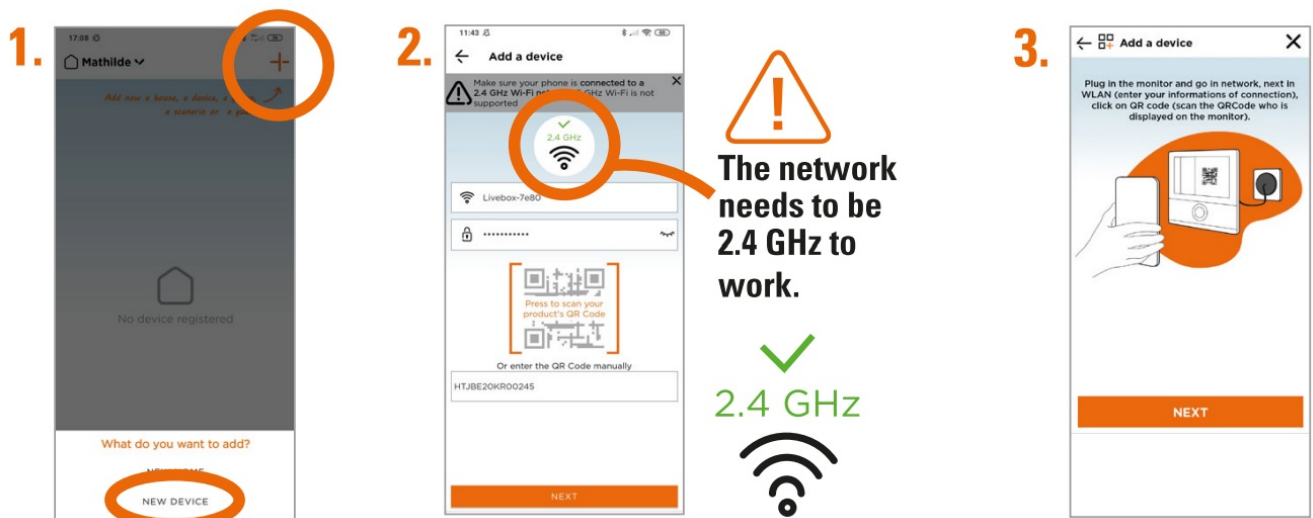 1.
17:08
Mathilde
Add new a house, a device, a
a scenario or a
No device registered
What do you want to add?
NEW DEVICE
2.
11:43
Add a device
Make sure your phone is connected to a
2.4 GHz Wi-Fi GHz Wi-Fi is not
supported
2.4 GHz
Livebox-7e80
Press to scan your
product's QR Code
Or enter the QR Code manually
HTJBE20KR00245
NEXT
The network
needs to be
2.4 GHz to
work.
2.4 GHz
3.
Add a device
Plug in the monitor and go in network, next in
WLAN (enter your informations of connection),
click on QR code (scan the QRCode who is
displayed on the monitor).
NEXT